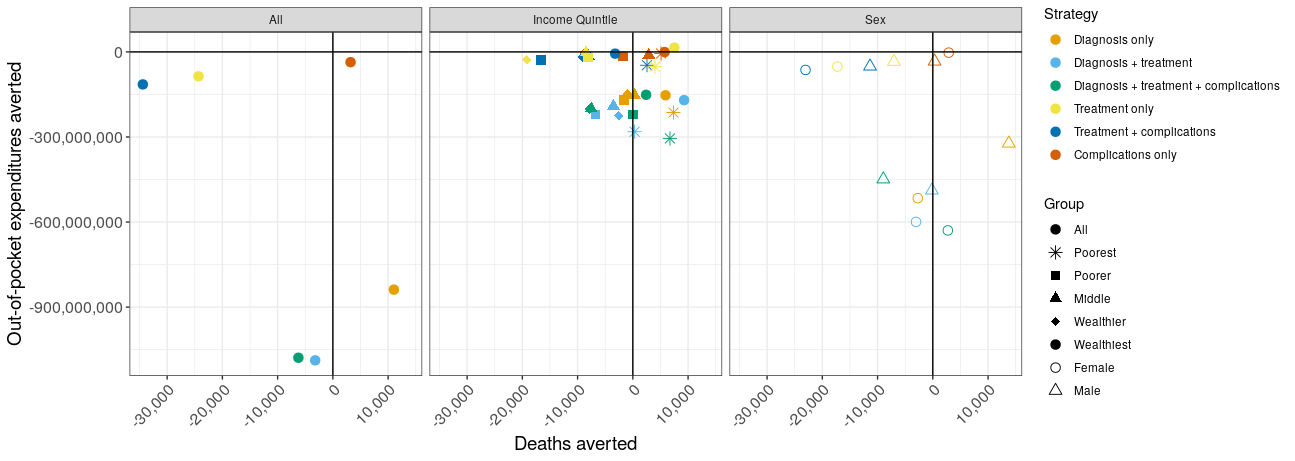 All
Income Quintile
Sex
Out-of-pocket expenditures averted
0
-300,000,000
-600,000,000
-900,000,000
-30,000
-20,000
-10,000
0
10,000
-30,000
-20,000
-10,000
0
10,000
-30,000
-20,000
-10,000
0
10,000
Deaths averted
Strategy
Diagnosis only
Diagnosis + treatment
Diagnosis + treatment + complications
Treatment only
Treatment + complications
Complications only
Group
All
Poorest
Poorer
Middle
Wealthier
Wealthiest
Female
Male